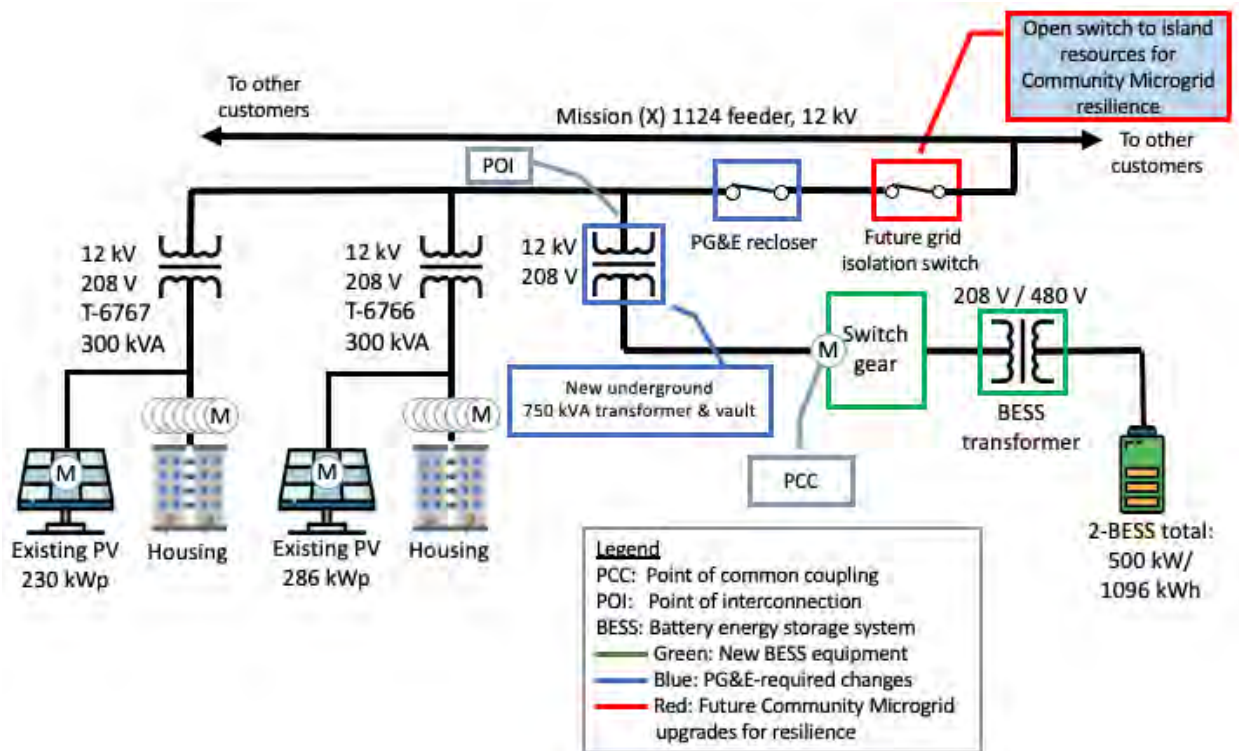 Open switch to island
resources for
Community Microgrid
resilience
To other
customers
Mission (X) 1124 feeder, 12 kV
To other
customers
POI
PG&E recloser
Future grid
isolation switch
12 kV
208 V
T-6767
300 kVA
12 kV
208 V
T-6766
300 kVA
12 kV
208 V
208 V / 480 V
M
Switch
gear
New underground
750 kVA transformer & vault
BESS
transformer
M
M
M
M
PCC
Existing PV
230 kWp
Housing
Existing PV
286 kWp
Housing
2-BESS total:
500 kW/
1096 kWh
Legend
PCC: Point of common coupling
POI: Point of interconnection
BESS: Battery energy storage system
Green: New BESS equipment
Blue: PG&E-required changes
Red: Future Community Microgrid
upgrades for resilience